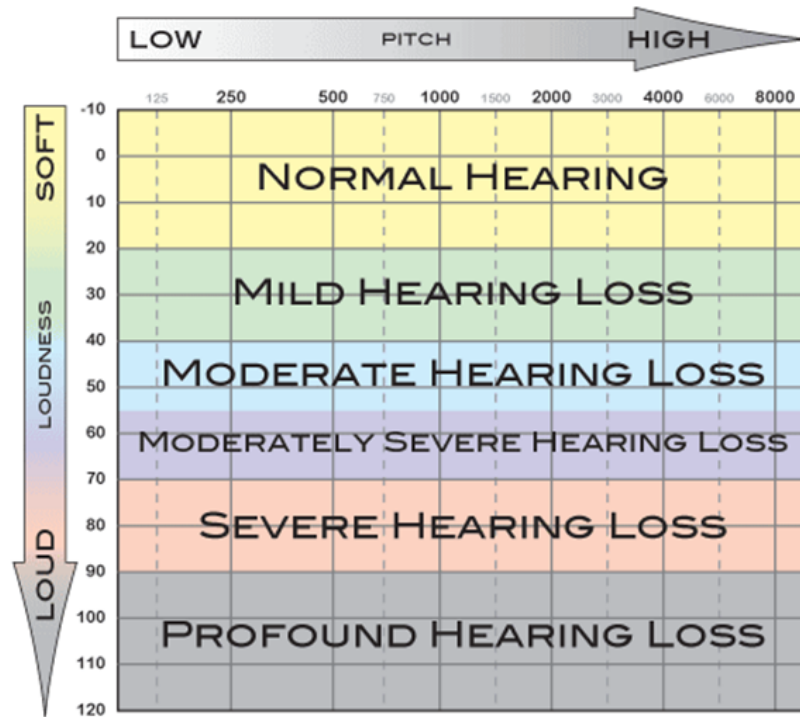 LOW PITCH HIGH
125 250 500 750 1000 1500 2000 3000 4000 6000 8000
SOFT
LOUDNESS
LOUD
-10
0
NORMAL HEARING
10
20
30
MILD HEARING LOSS
40
50
MODERATE HEARING LOSS
60
MODERATELY SEVERE HEARING LOSS
70
80
SEVERE HEARING LOSS
90
100
PROFOUND HEARING LOSS
110
120